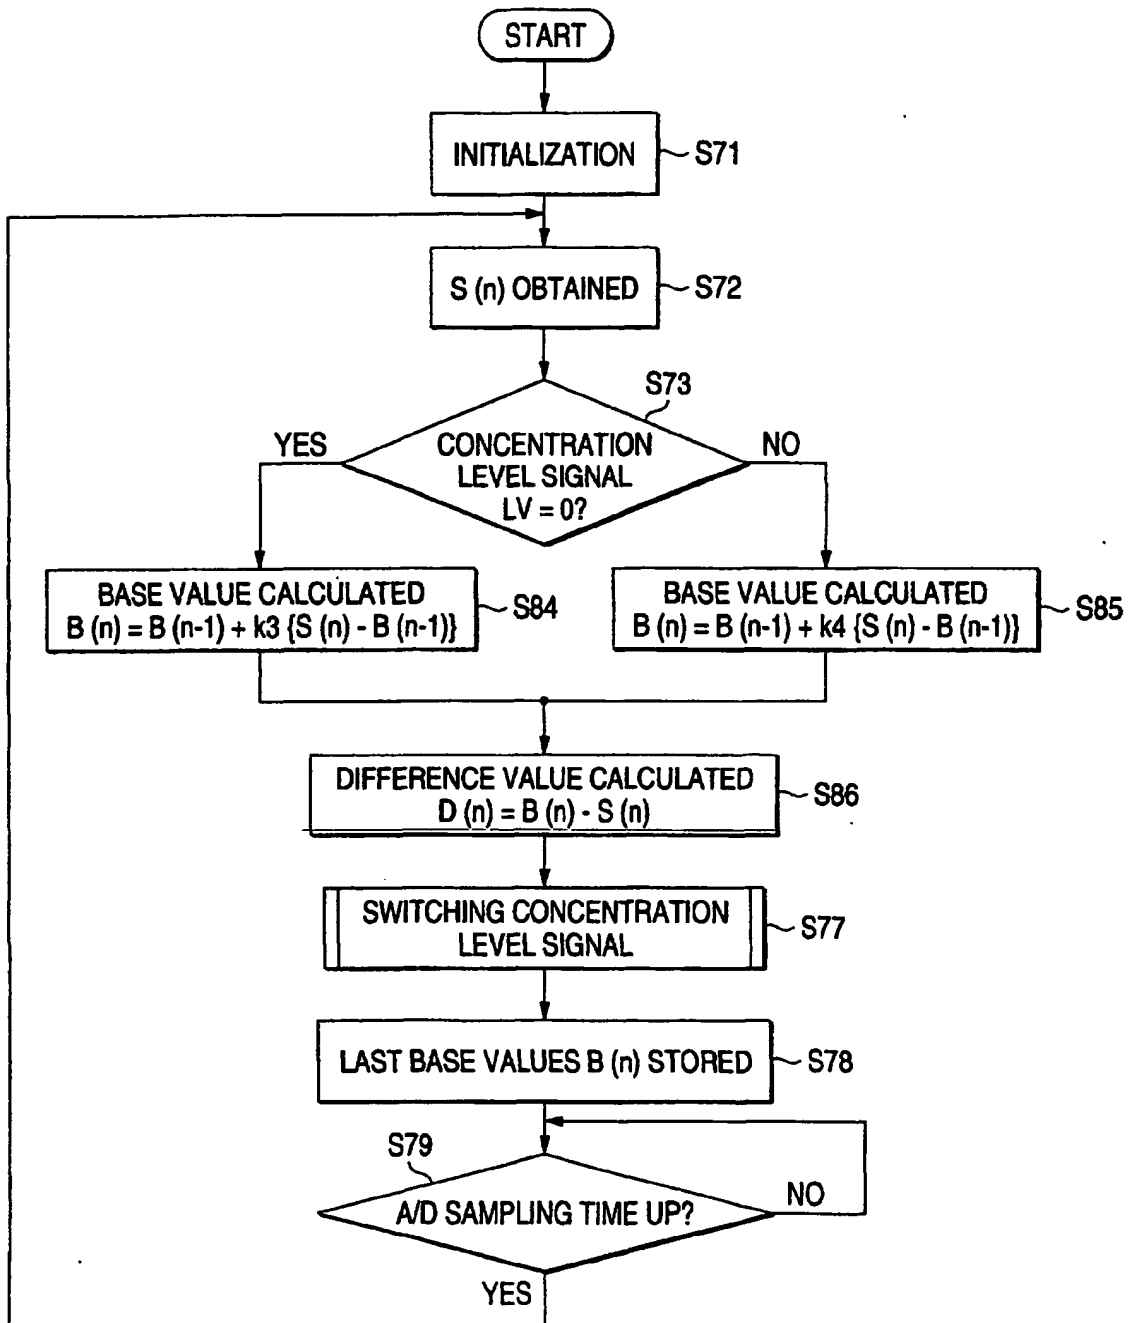 START
INITIALIZATION
S71
S (n) OBTAINED
S72
S73
CONCENTRATION
LEVEL SIGNAL
LV = 0?
YES
NO
BASE VALUE CALCULATED
B (n) = B (n-1) + k3 {S (n) - B (n-1)}
S84
BASE VALUE CALCULATED
B (n) = B (n-1) + k4 {S (n) - B (n-1)}
S85
DIFFERENCE VALUE CALCULATED
D (n) = B (n) - S (n)
S86
SWITCHING CONCENTRATION
LEVEL SIGNAL
S77
LAST BASE VALUES B (n) STORED
S78
S79
A/D SAMPLING TIME UP?
NO
YES